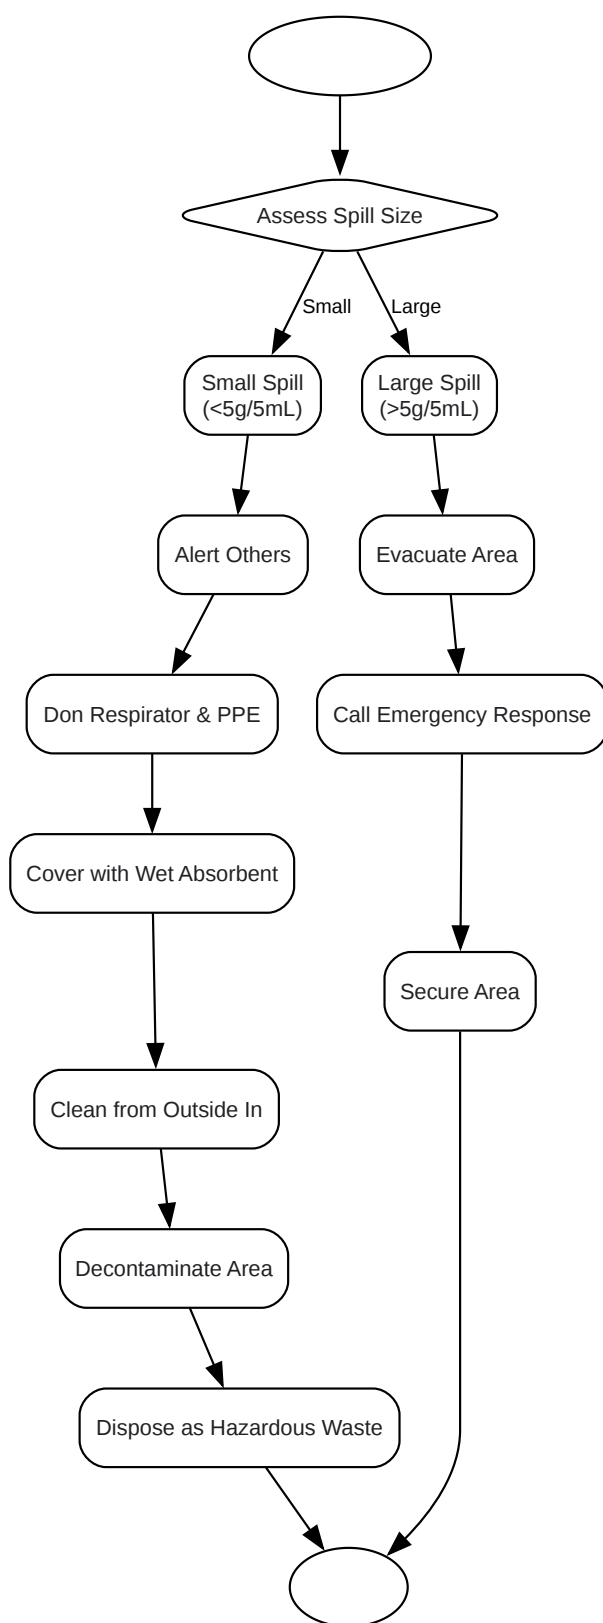 Assess Spill Size
Small
Large
Small Spill
(<5g/5mL)
Large Spill
(>5g/5mL)
Alert Others
Evacuate Area
Don Respirator & PPE
Call Emergency Response
Cover with Wet Absorbent
Secure Area
Clean from Outside In
Decontaminate Area
Dispose as Hazardous Waste